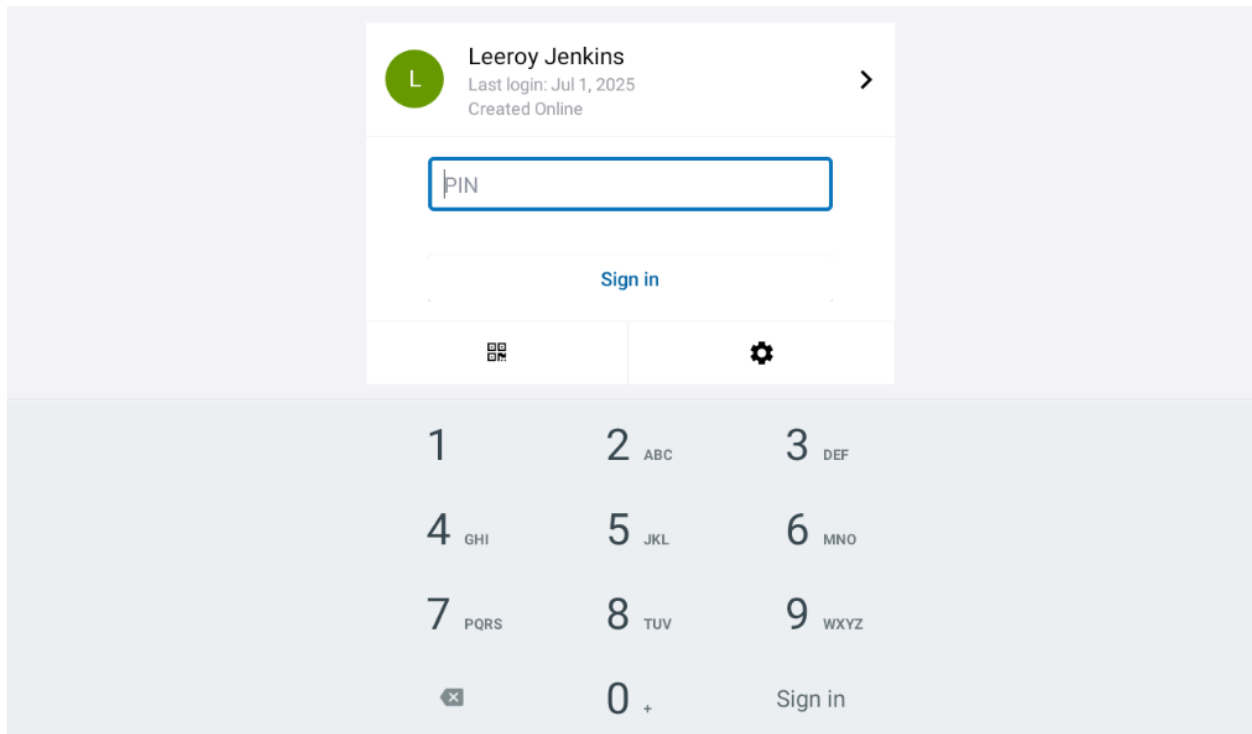 L
Leeroy Jenkins
Last login: Jul 1, 2025
Created Online
PIN
Sign in
1 2 ABC 3 DEF
4 GHI 5 JKL 6 MNO
7 PQRS 8 TUV 9 WXYZ
0 + Sign in